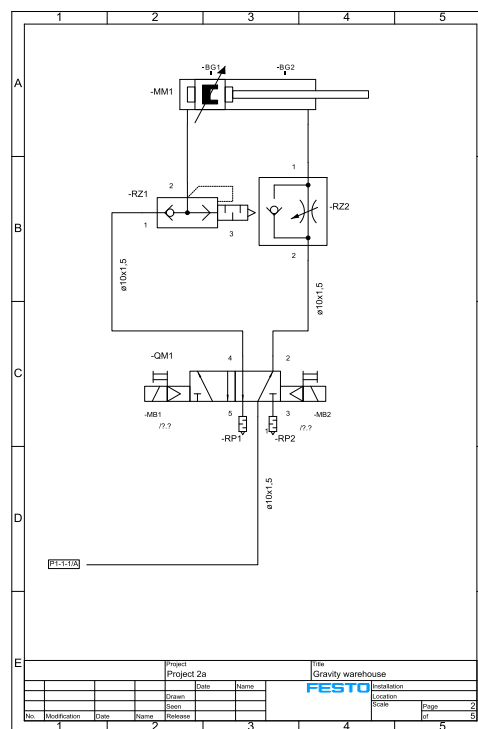 1 2 3 4 5
A
-BG1 -BG2
-MM1
2 1
-RZ1 -RZ2
B
1 3
2
ø10x1,5 ø10x1,5
-QM1 4 2
C
-MB1 5 3 -MB2
/?.? 1 /?.?
-RP1 -RP2
ø10x1,5
D
P1-1-1/A
E
Project Title
Project 2a Gravity warehouse
Date Name FESTO Installation
Drawn Location
Seen Scale Page 2
No. Modification Date Name Release of 5
1 2 3 4 5